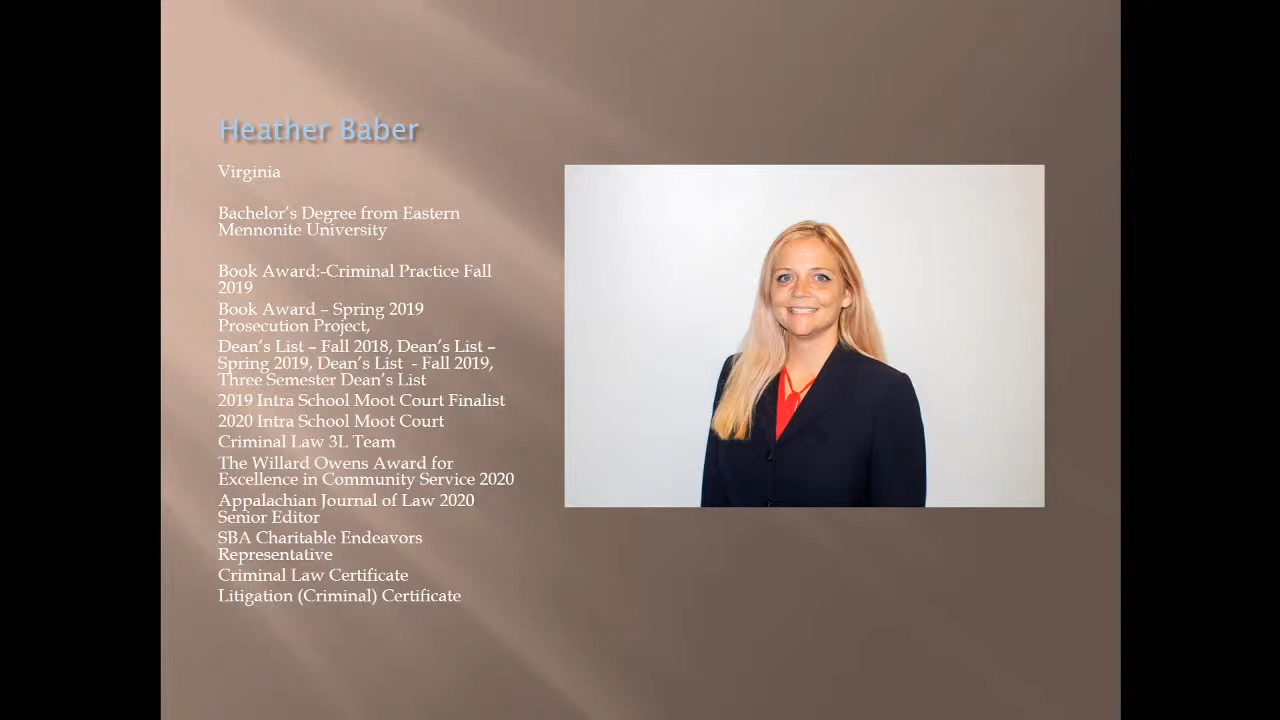 Heather Baber
Virginia
Bachelor’s Degree from Eastern
Mennonite University
Book Award:-Criminal Practice Fall
2019
Book Award – Spring 2019
Prosecution Project,
Dean’s List – Fall 2018, Dean’s List –
Spring 2019, Dean’s List - Fall 2019,
Three Semester Dean’s List
2019 Intra School Moot Court Finalist
2020 Intra School Moot Court
Criminal Law 3L Team
The Willard Owens Award for
Excellence in Community Service 2020
Appalachian Journal of Law 2020
Senior Editor
SBA Charitable Endeavors
Representative
Criminal Law Certificate
Litigation (Criminal) Certificate